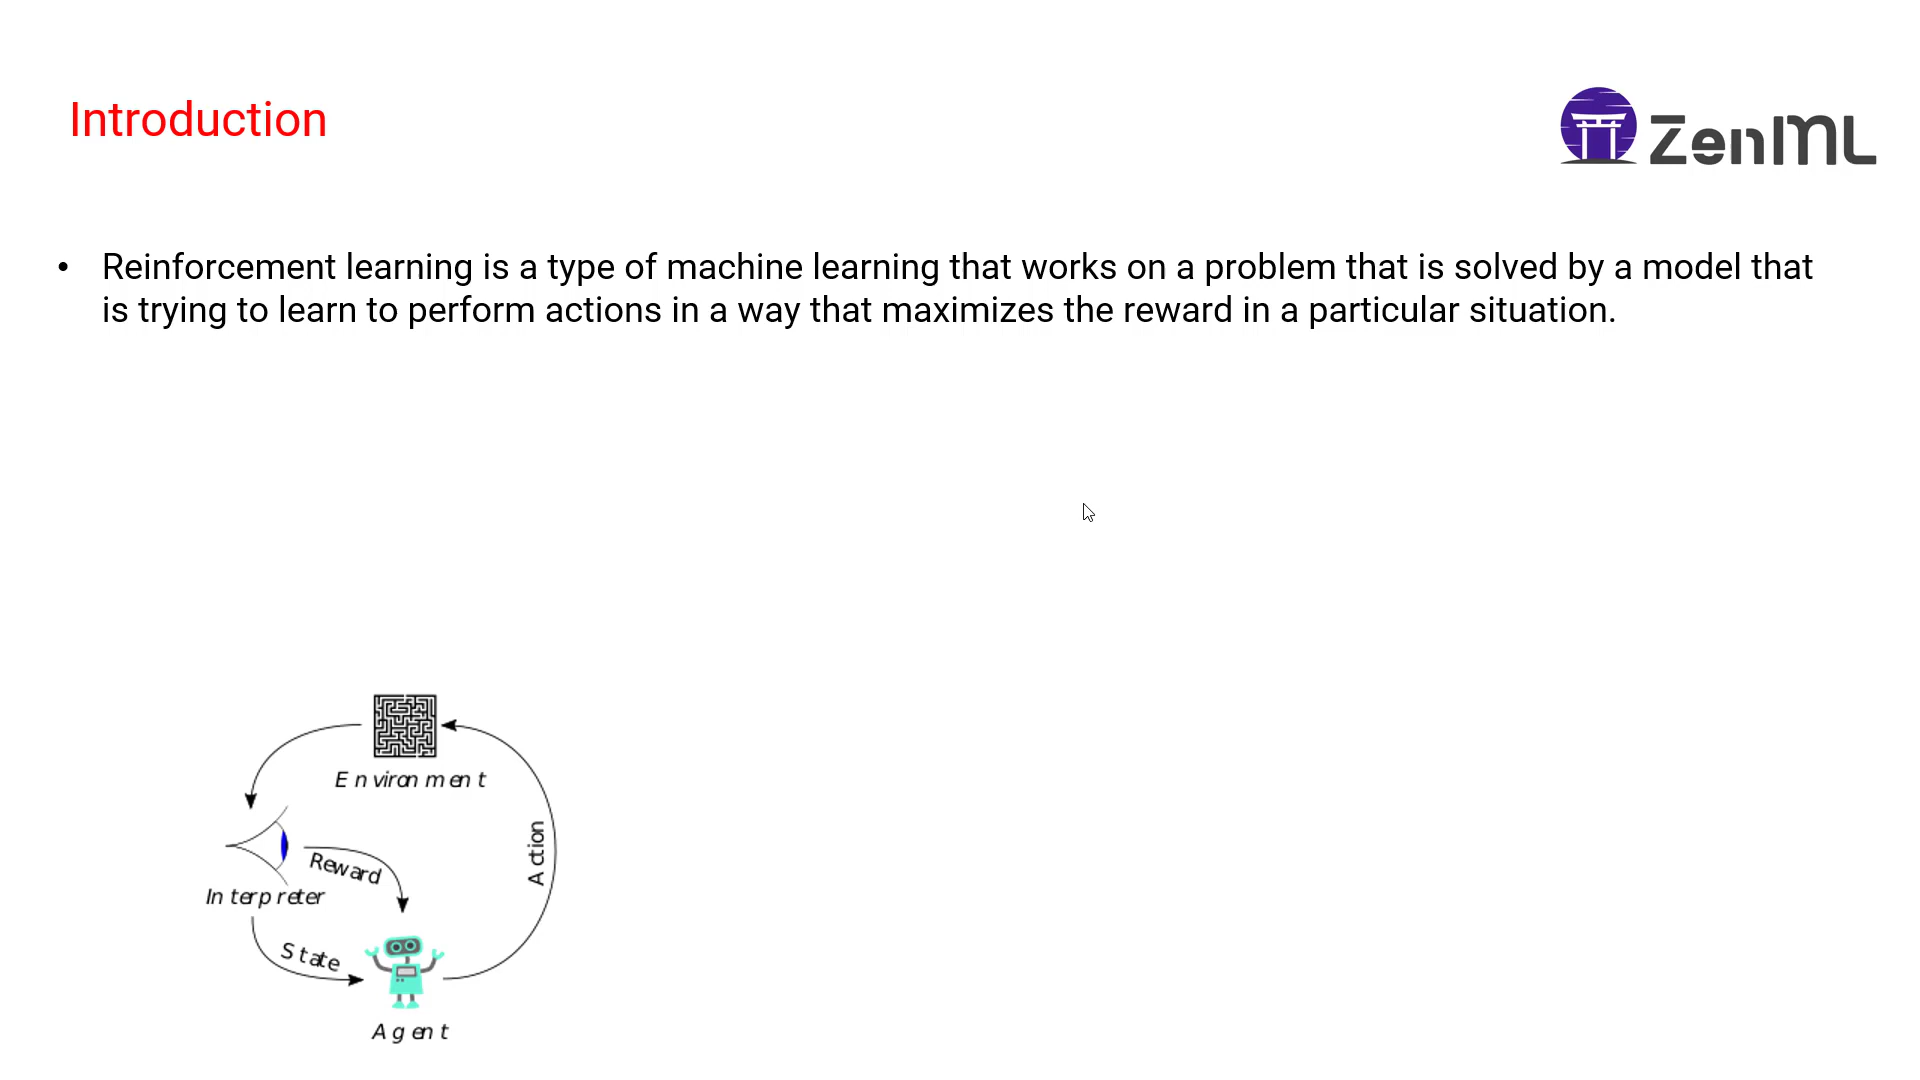 Introduction
ZenML
• Reinforcement learning is a type of machine learning that works on a problem that is solved by a model that
is trying to learn to perform actions in a way that maximizes the reward in a particular situation.
Environment
Action
Reward
Interpreter
State
Agent